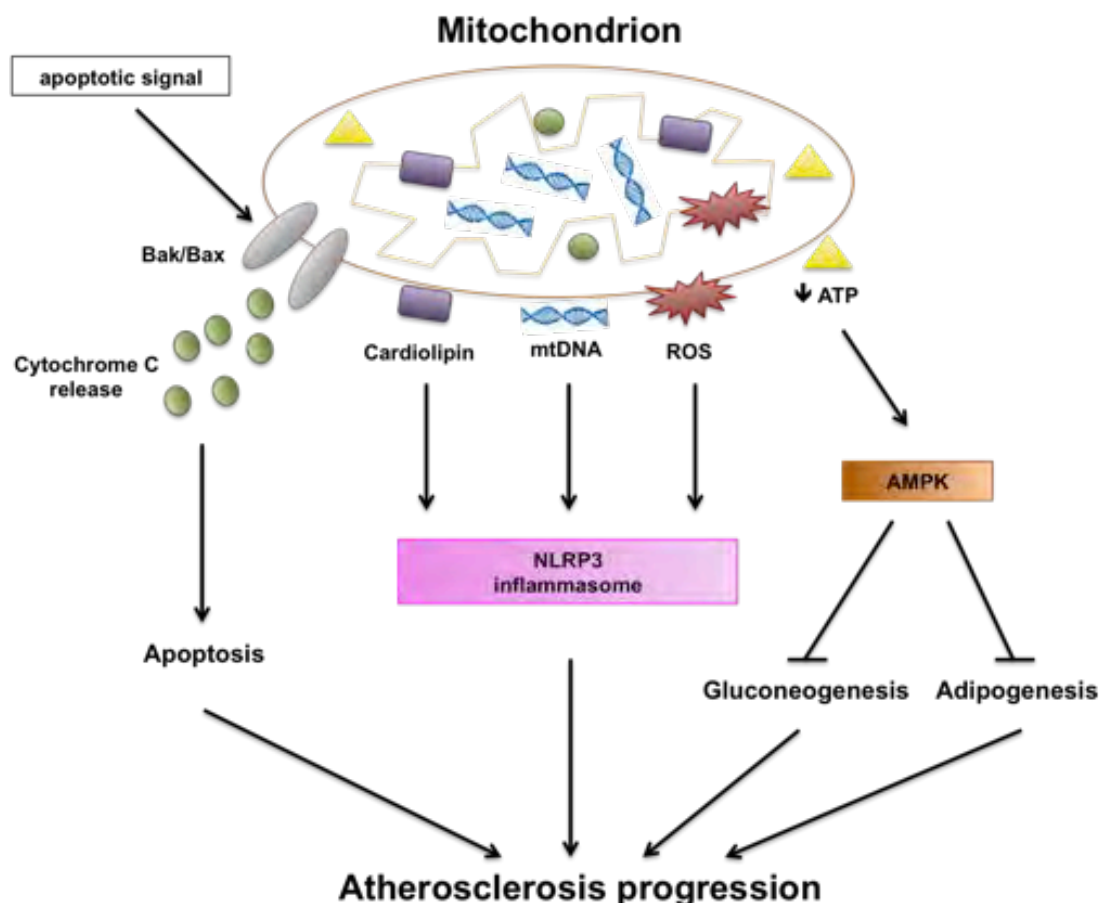 Mitochondrion
apoptotic signal
Bak/Bax
Cytochrome C
release
Cardiolipin
mtDNA
ROS
↓ ATP
AMPK
NLRP3
inflammasome
Apoptosis
Gluconeogenesis
Adipogenesis
Atherosclerosis progression